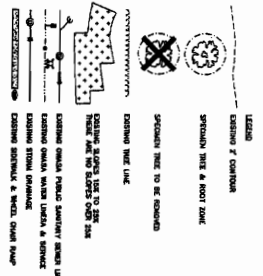 LEGEND
EXISTING 2' CONTOUR
SPECIMEN TREE & ROOT ZONE
SPECIMEN TREE TO BE REMOVED
EXISTING TREE LINE
EXISTING SLOPES 15% TO 25%
THERE ARE NO SLOPES OVER 25%
EXISTING OWASA PUBLIC SANITARY SEWER
EXISTING OWASA WATER LINES & SERVICE
EXISTING STORM DRAINAGE
EXISTING SIDEWALK & WHEEL CHAIR RAMP